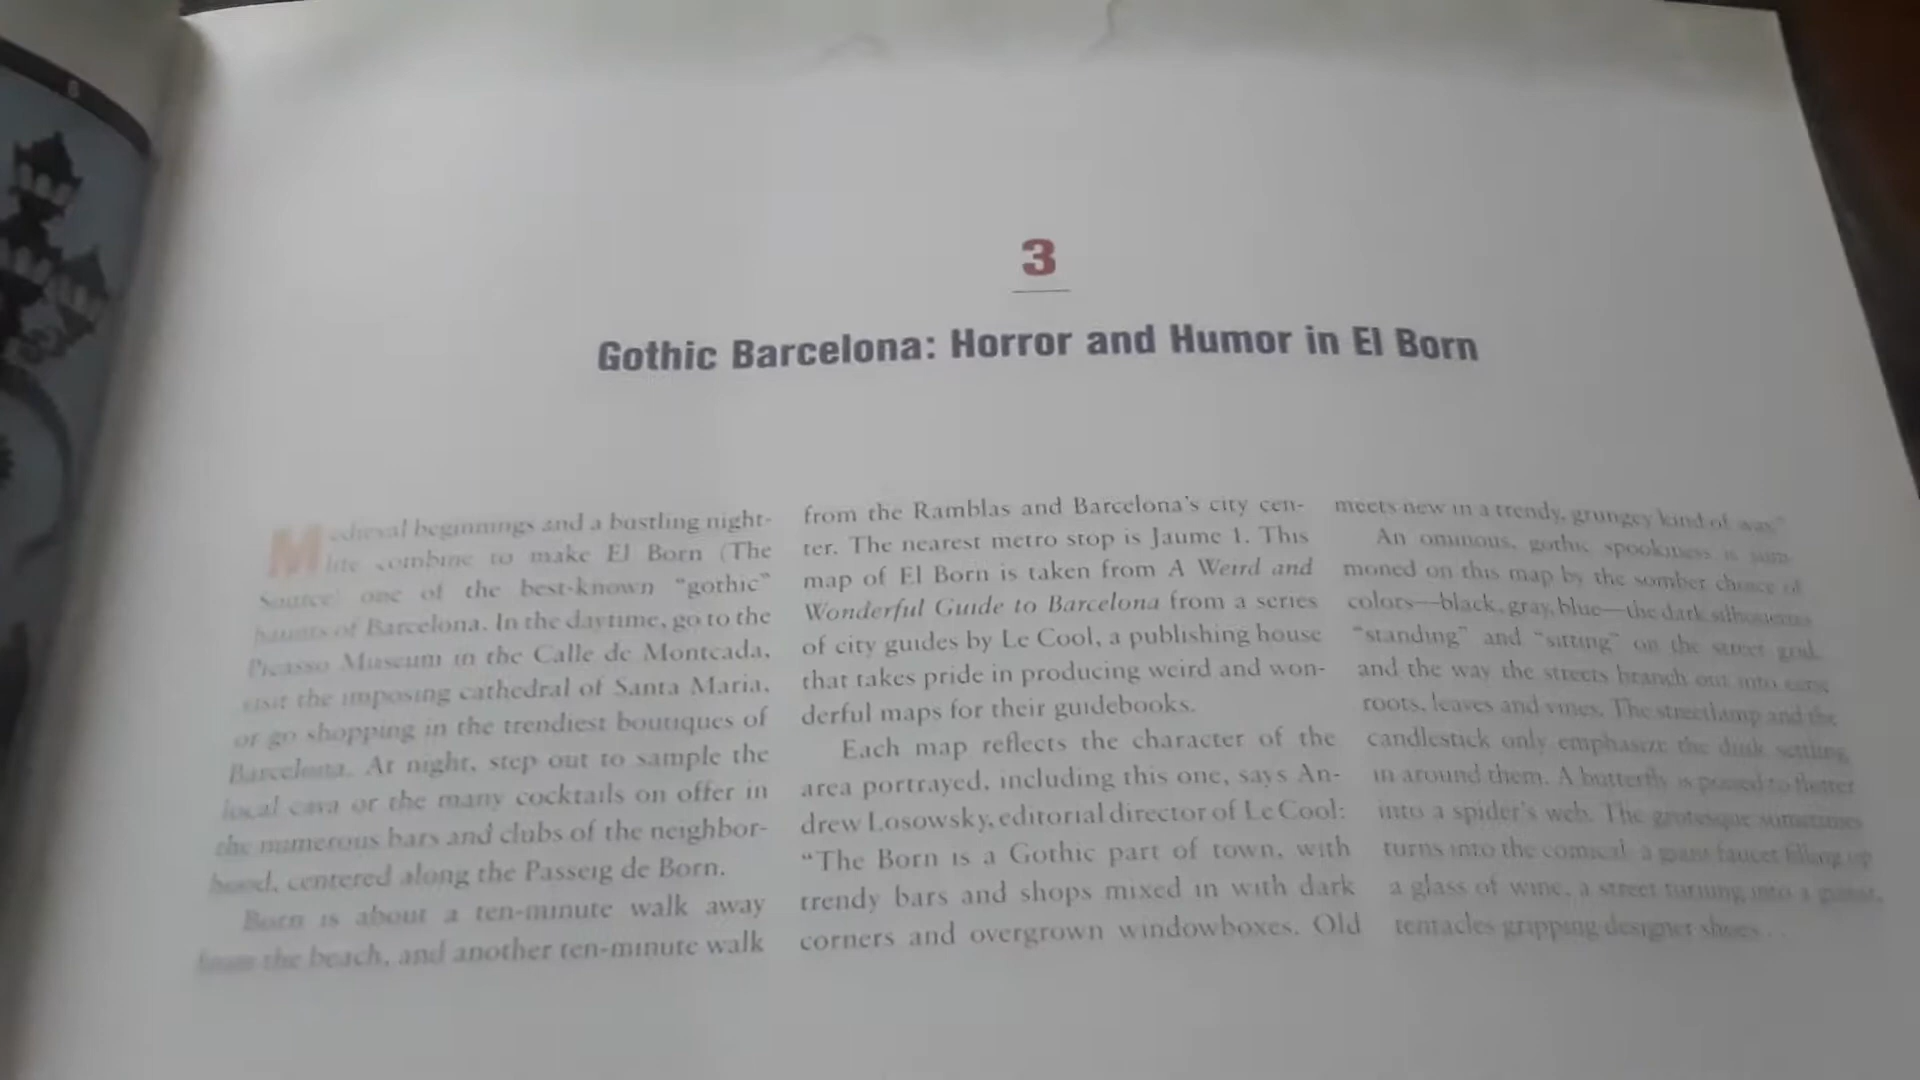 3
Gothic Barcelona: Horror and Humor in El Born
Medieval beginnings and a bustling night-
life combine to make El Born (The
Source) one of the best-known “gothic”
haunts of Barcelona. In the daytime, go to the
Picasso Museum in the Calle de Montcada,
visit the imposing cathedral of Santa Maria,
or go shopping in the trendiest boutiques of
Barcelona. At night, step out to sample the
local cava or the many cocktails on offer in
the numerous bars and clubs of the neighbor-
hood, centered along the Passeig de Born.
Born is about a ten-minute walk away
from the beach, and another ten-minute walk
from the Ramblas and Barcelona’s city cen-
ter. The nearest metro stop is Jaume 1. This
map of El Born is taken from A Weird and
Wonderful Guide to Barcelona from a series
of city guides by Le Cool, a publishing house
that takes pride in producing weird and won-
derful maps for their guidebooks.
Each map reflects the character of the
area portrayed, including this one, says An-
drew Losowsky, editorial director of Le Cool:
“The Born is a Gothic part of town, with
trendy bars and shops mixed in with dark
corners and overgrown windowboxes. Old
meets new in a trendy, grungey kind of way.”
An ominous, gothic spookiness is sum-
moned on this map by the somber choice of
colors—black, gray, blue—the dark silhouettes
“standing” and “sitting” on the street grid,
and the way the streets branch out into eerie
roots, leaves and vines. The streetlamp and the
candlestick only emphasize the dusk settling
in around them. A butterfly is poised to flutter
into a spider’s web. The grotesque sometimes
turns into the comical: a giant faucet filling up
a glass of wine, a street turning into a guitar,
tentacles gripping designer shoes . . .